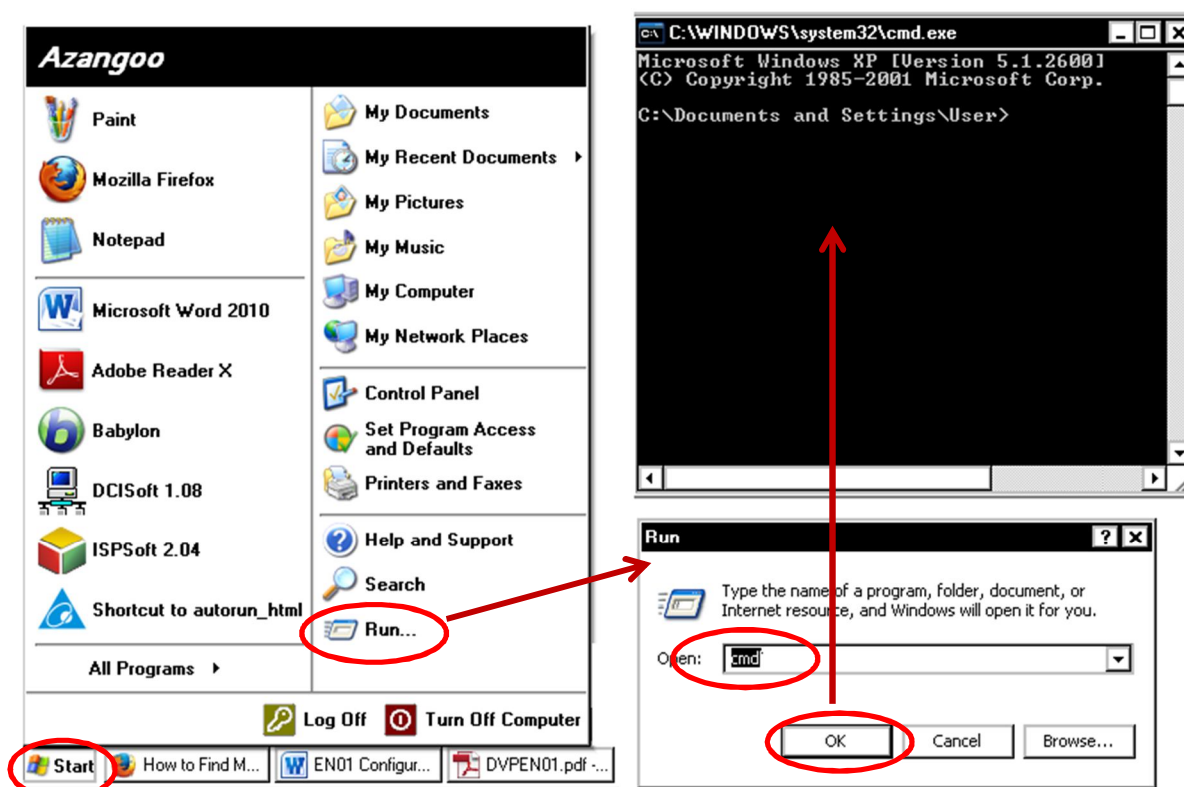 Azangoo
Paint
Mozilla Firefox
Notepad
Microsoft Word 2010
Adobe Reader X
Babylon
DCISoft 1.08
ISPSoft 2.04
Shortcut to autorun_html
All Programs
My Documents
My Recent Documents
My Pictures
My Music
My Computer
My Network Places
Control Panel
Set Program Access
and Defaults
Printers and Faxes
Help and Support
Search
Run...
Log Off
Turn Off Computer
Start
How to Find M...
EN01 Configur...
DVPEN01.pdf -...
C:\WINDOWS\system32\cmd.exe
Microsoft Windows XP [Version 5.1.2600]
(C) Copyright 1985-2001 Microsoft Corp.
C:\Documents and Settings\User>
Run
Type the name of a program, folder, document, or
Internet resource, and Windows will open it for you.
Open: cmd
OK
Cancel
Browse...